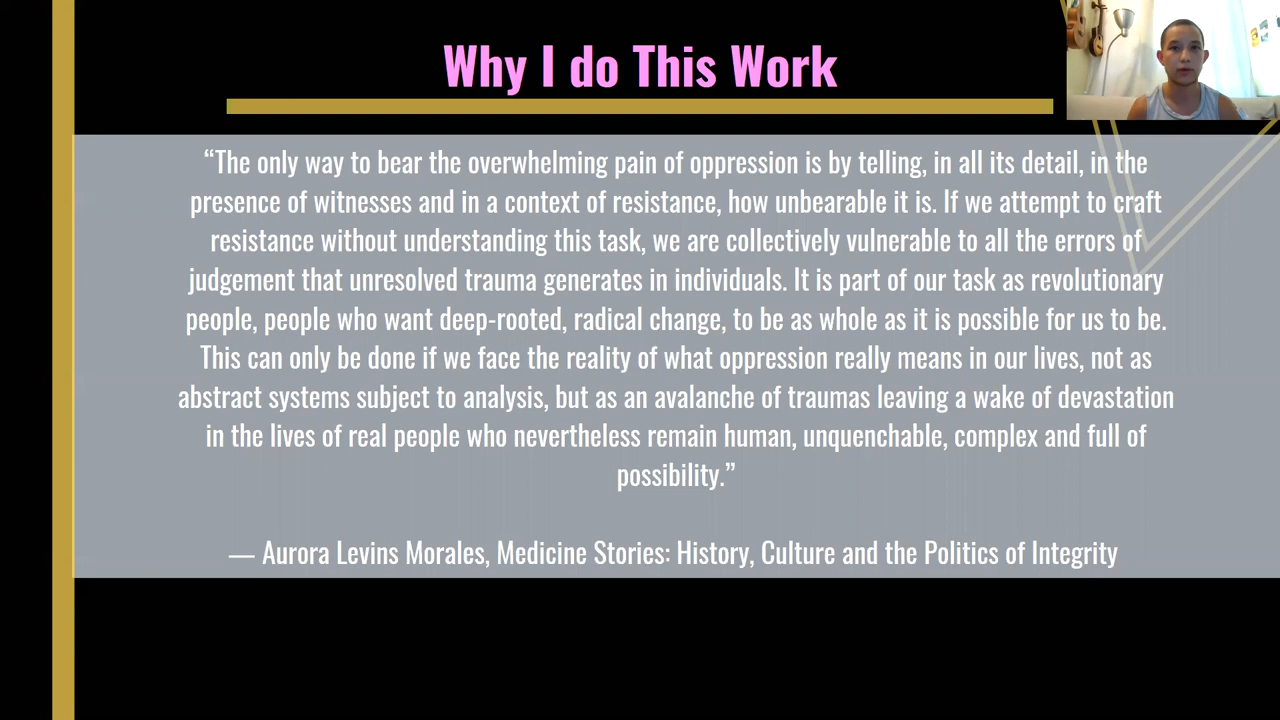 Why I do This Work
“The only way to bear the overwhelming pain of oppression is by telling, in all its detail, in the
presence of witnesses and in a context of resistance, how unbearable it is. If we attempt to craft
resistance without understanding this task, we are collectively vulnerable to all the errors of
judgement that unresolved trauma generates in individuals. It is part of our task as revolutionary
people, people who want deep-rooted, radical change, to be as whole as it is possible for us to be.
This can only be done if we face the reality of what oppression really means in our lives, not as
abstract systems subject to analysis, but as an avalanche of traumas leaving a wake of devastation
in the lives of real people who nevertheless remain human, unquenchable, complex and full of
possibility.”
— Aurora Levins Morales, Medicine Stories: History, Culture and the Politics of Integrity